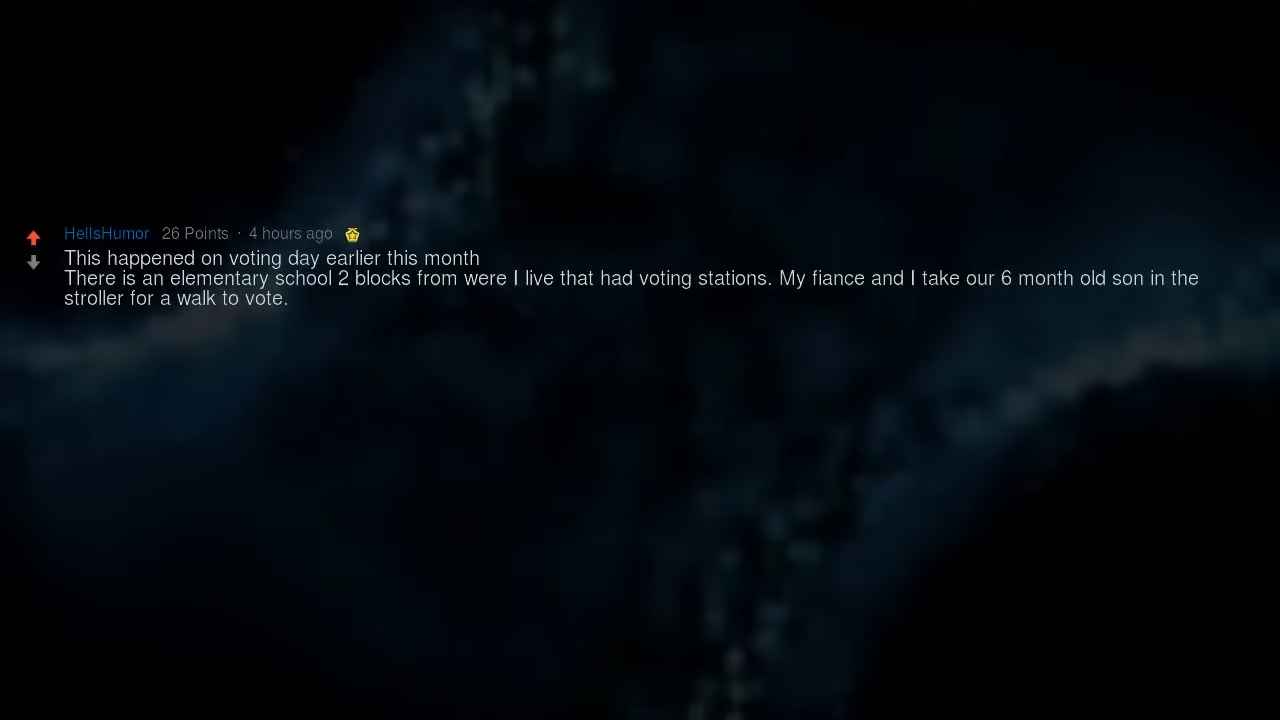 HellsHumor 26 Points · 4 hours ago
This happened on voting day earlier this month
There is an elementary school 2 blocks from were I live that had voting stations. My fiance and I take our 6 month old son in the
stroller for a walk to vote.